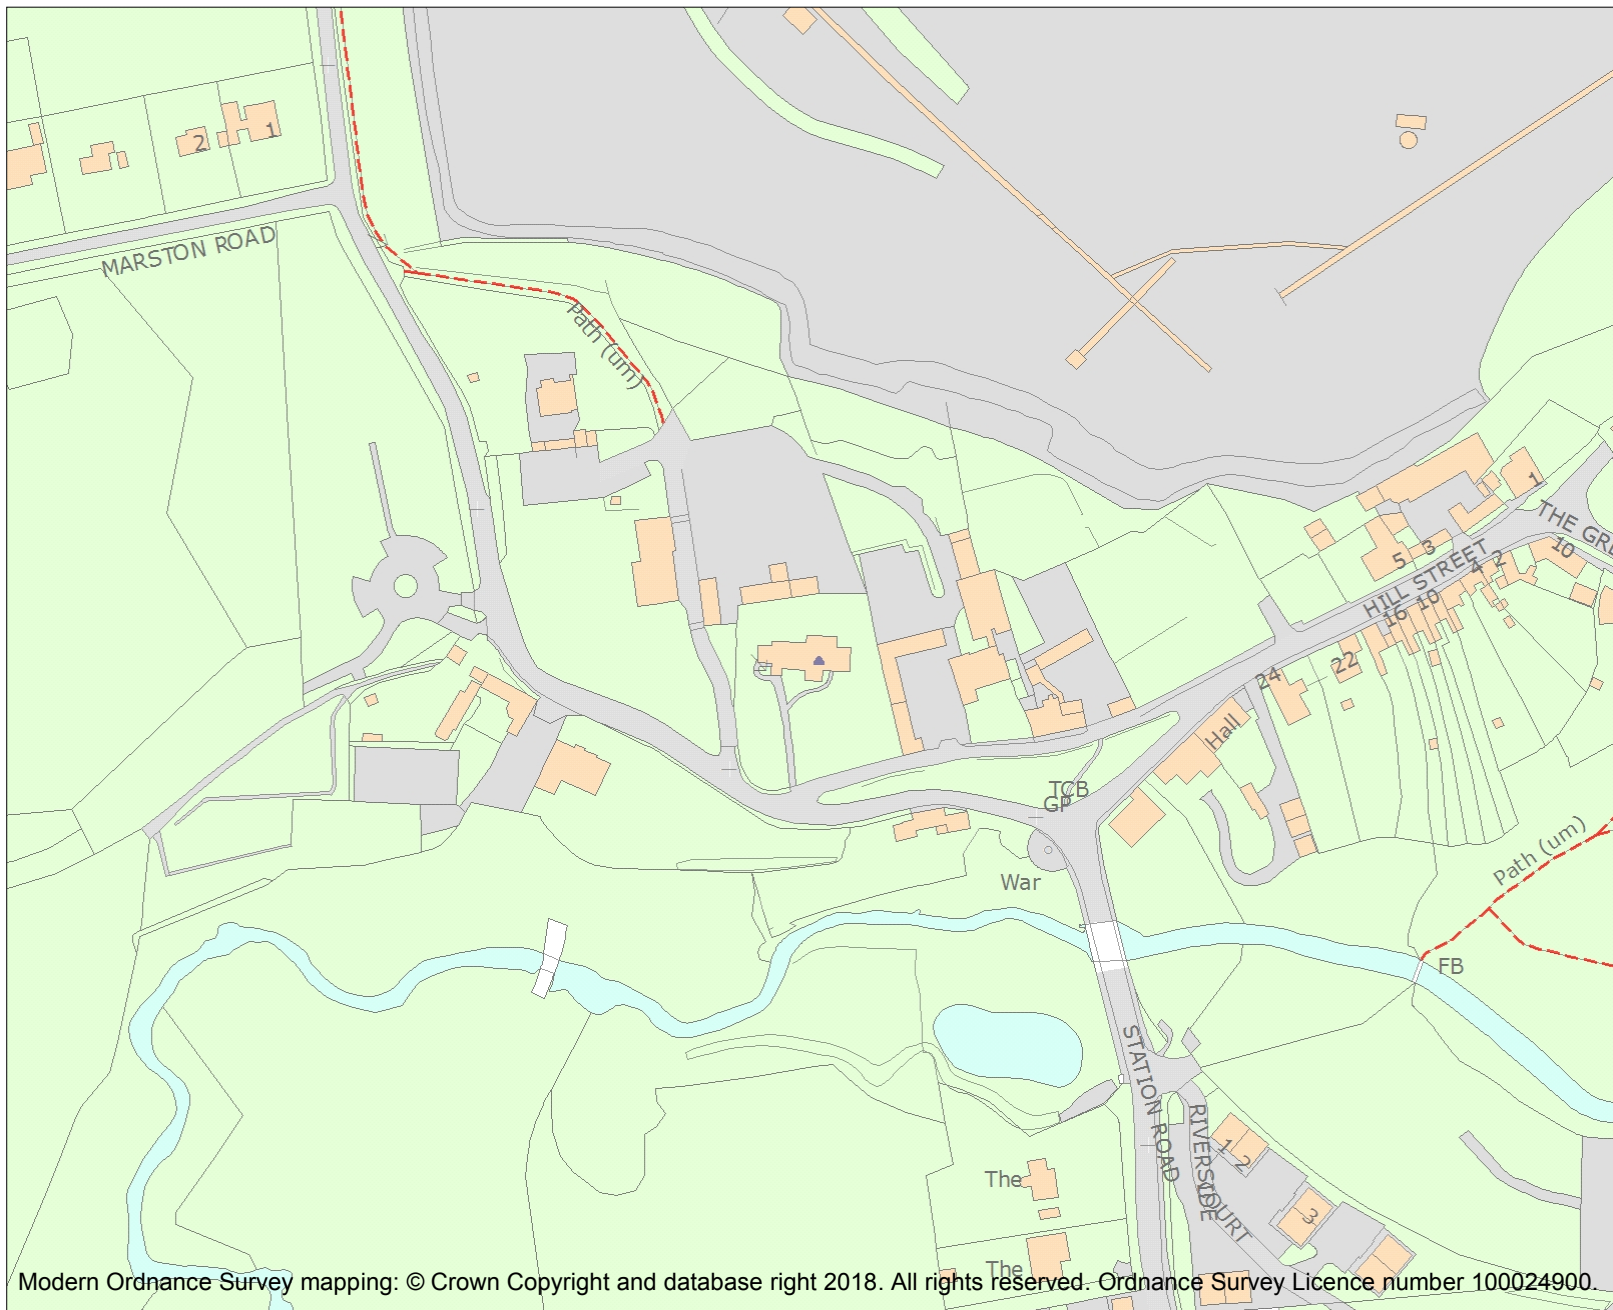 2
1
MARSTON ROAD
Path (um)
1
THE GRE
10
5
3
HILL STREET
4
2
16
10
22
24
Hall
TCB
GP
War
Path (um)
FB
STATION ROAD
RIVERSIDE
COURT
1
2
3
The
The
Modern Ordnance Survey mapping: © Crown Copyright and database right 2018. All rights reserved. Ordnance Survey Licence number 100024900.